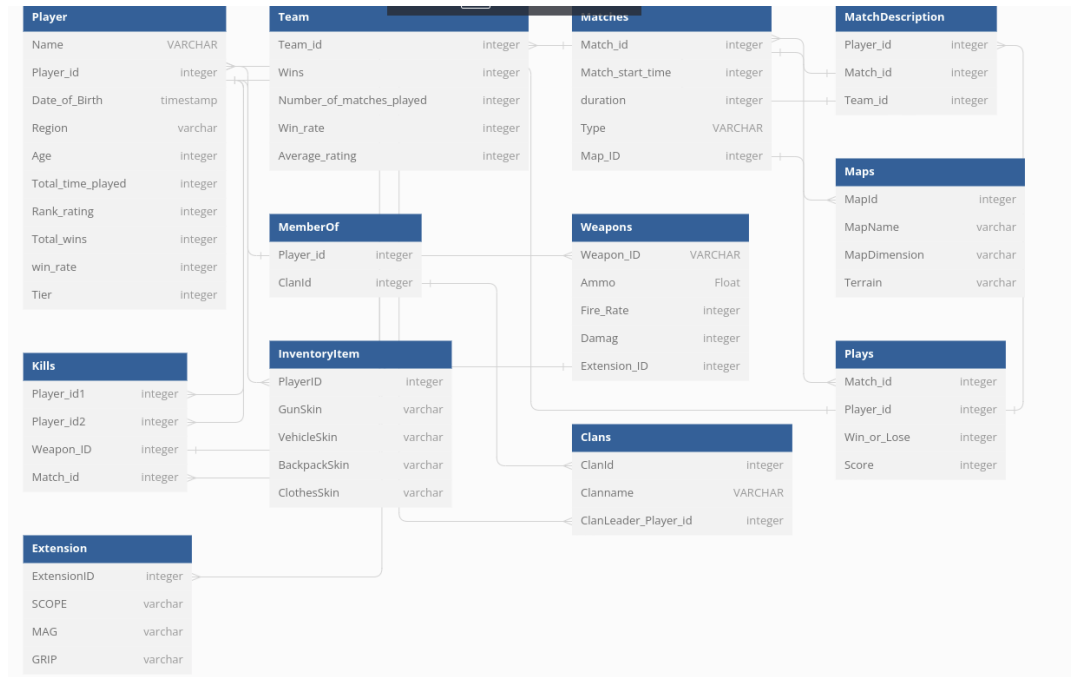 Player
Name VARCHAR
Player_id integer
Date_of_Birth timestamp
Region varchar
Age integer
Total_time_played integer
Rank_rating integer
Total_wins integer
win_rate integer
Tier integer
Team
Team_id integer
Wins integer
Number_of_matches_played integer
Win_rate integer
Average_rating integer
Matches
Match_id integer
Match_start_time integer
duration integer
Type VARCHAR
Map_ID integer
MatchDescription
Player_id integer
Match_id integer
Team_id integer
Maps
MapId integer
MapName varchar
MapDimension varchar
Terrain varchar
MemberOf
Player_id integer
ClanId integer
Weapons
Weapon_ID VARCHAR
Ammo Float
Fire_Rate integer
Damag integer
Extension_ID integer
Kills
Player_id1 integer
Player_id2 integer
Weapon_ID integer
Match_id integer
InventoryItem
PlayerID integer
GunSkin varchar
VehicleSkin varchar
BackpackSkin varchar
ClothesSkin varchar
Plays
Match_id integer
Player_id integer
Win_or_Lose integer
Score integer
Clans
ClanId integer
Clanname VARCHAR
ClanLeader_Player_id integer
Extension
ExtensionID integer
SCOPE varchar
MAG varchar
GRIP varchar